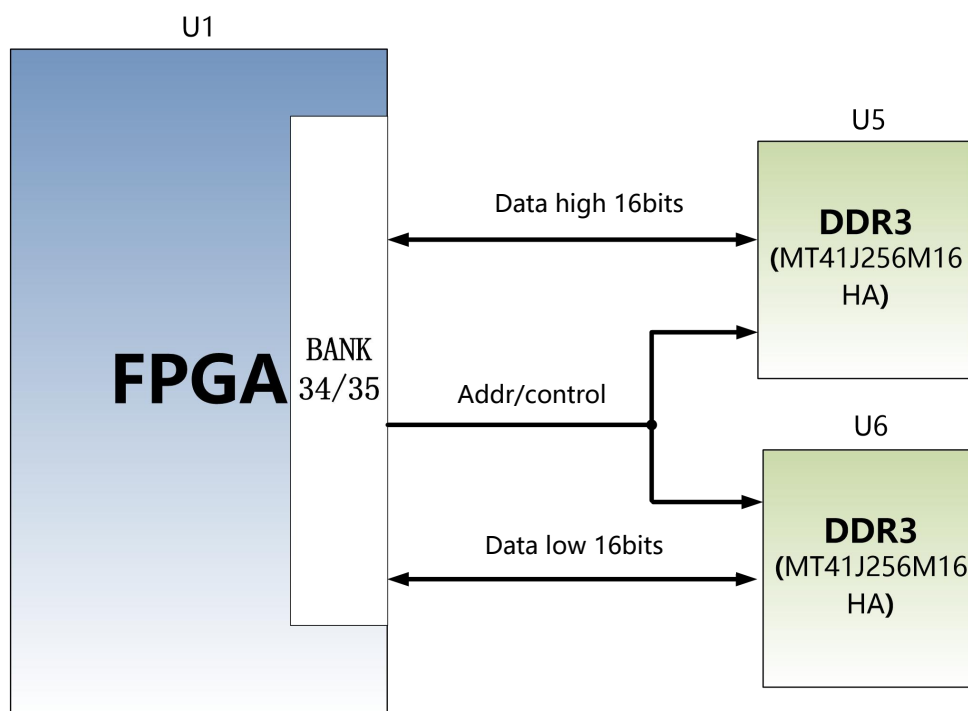 U1
FPGA
BANK
34/35
Data high 16bits
Addr/control
Data low 16bits
U5
DDR3
(MT41J256M16
HA)
U6
DDR3
(MT41J256M16
HA)